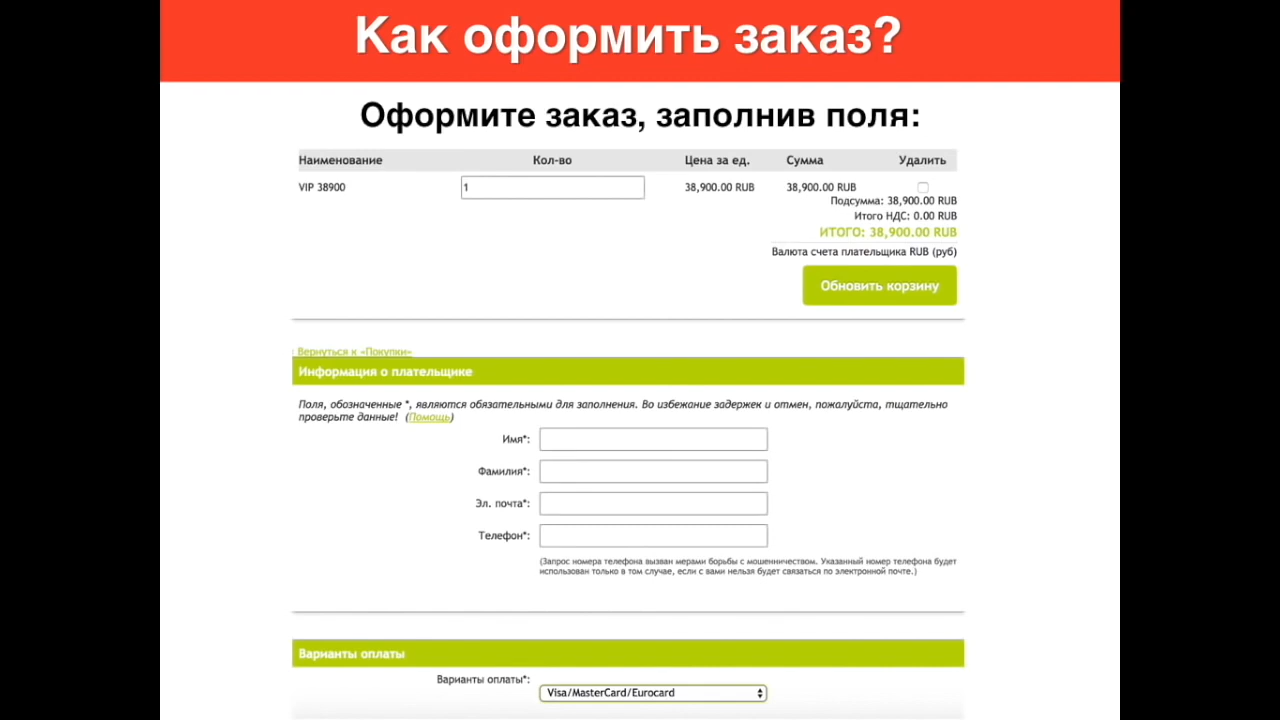 Как оформить заказ?
Оформите заказ, заполнив поля:
Наименование Кол-во Цена за ед. Сумма Удалить
VIP 38900 1 38,900.00 RUB 38,900.00 RUB
Подсумма: 38,900.00 RUB
Итого НДС: 0.00 RUB
ИТОГО: 38,900.00 RUB
Валюта счета плательщика RUB (руб)
Обновить корзину
Вернуться к «Покупки»
Информация о плательщике
Поля, обозначенные *, являются обязательными для заполнения. Во избежание задержек и отмен, пожалуйста, тщательно
проверьте данные! (Помощь)
Имя*:
Фамилия*:
Эл. почта*:
Телефон*:
(Запрос номера телефона вызван мерами борьбы с мошенничеством. Указанный номер телефона будет
использован только в том случае, если с вами нельзя будет связаться по электронной почте.)
Варианты оплаты
Варианты оплаты*:
Visa/MasterCard/Eurocard